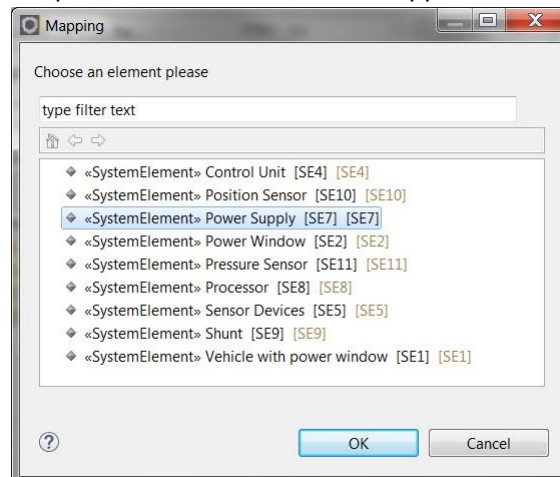 Mapping
Choose an element please
type filter text
«SystemElement» Control Unit [SE4] [SE4]
«SystemElement» Position Sensor [SE10] [SE10]
«SystemElement» Power Supply [SE7] [SE7]
«SystemElement» Power Window [SE2] [SE2]
«SystemElement» Pressure Sensor [SE11] [SE11]
«SystemElement» Processor [SE8] [SE8]
«SystemElement» Sensor Devices [SE5] [SE5]
«SystemElement» Shunt [SE9] [SE9]
«SystemElement» Vehicle with power window [SE1] [SE1]
?
OK Cancel